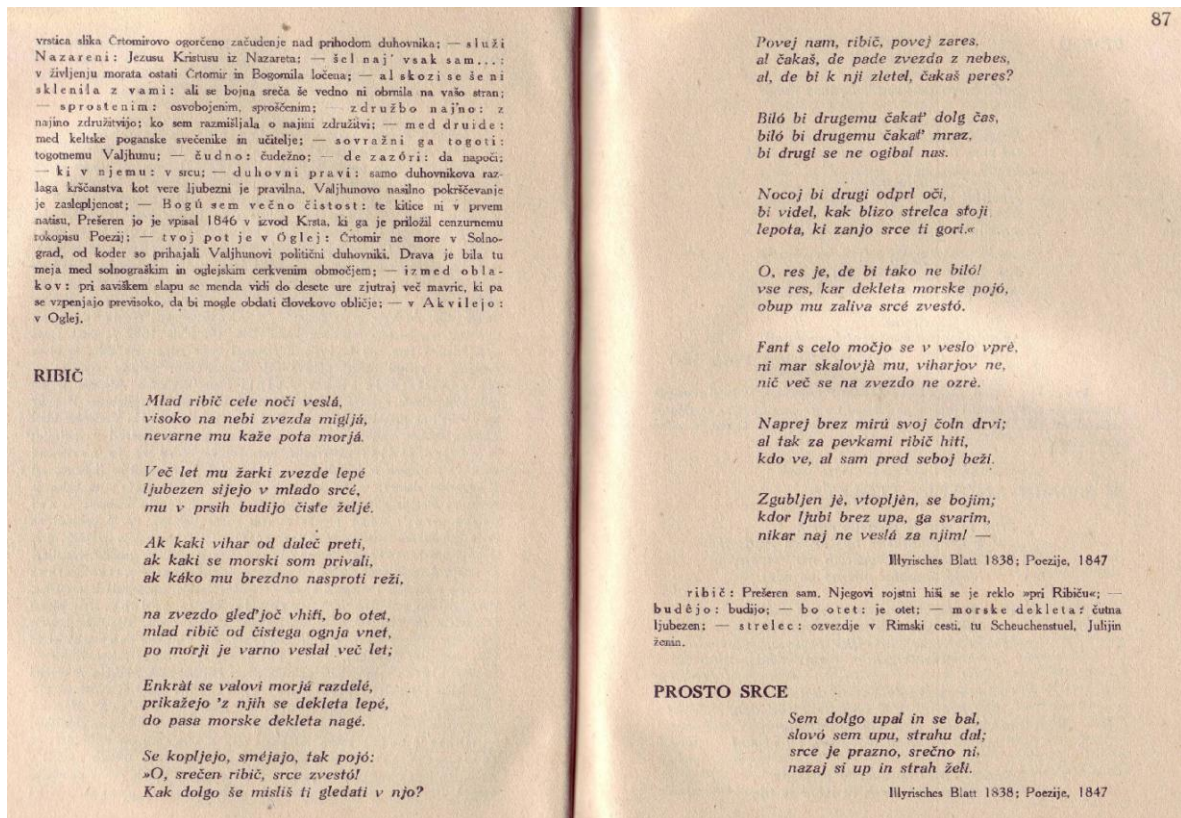 vrstica slika Črtomirovo ogorčeno začudenje nad prihodom duhovnika; — služi
Nazareni: Jezusu Kristusu iz Nazareta; — šel naj' vsak sam...:
v življenju morata ostati Črtomir in Bogomila ločena; — al skozi se še ni
sklenila z vami: ali se bojna sreča še vedno ni obrnila na vašo stran;
— sprostenim: osvobojenim, sproščenim; — združbo najno: z
najino združitvijo; ko sem razmišljala o najini združitvi; — med druide:
med keltske poganske svečenike in učitelje; — sovražni ga togoti:
togotnemu Valjhunu; — čudno: čudežno; — de zazóri: da napoči;
— ki v njemu: v srcu; — duhovni pravi: samo duhovnikova raz-
laga krščanstva kot vere ljubezni je pravilna, Valjhunovo nasilno pokrščevanje
je zaslepljenost; — Bogú sem večno čistost: te kitice ni v prvem
natisu, Prešeren jo je vpisal 1846 v izvod Krsta, ki ga je priložil cenzurnemu
rokopisu Poezij; — tvoj pot je v Oglej: Črtomir ne more v Solno-
grad, od koder so prihajali Valjhunovi politični duhovniki. Drava je bila tu
meja med solnograškim in oglejskim cerkvenim območjem; — izmed obla-
kov: pri saviškem slapu se menda vidi do desete ure zjutraj več mavric, ki pa
se vzpenjajo previsoko, da bi mogle obdati človekovo obličje; — v Akvilejo:
v Oglej.
RIBIČ
Mlad ribič cele noči veslá,
visoko na nebi zvezda migljá,
nevarne mu kaže pota morjá.
Več let mu žarki zvezde lepé
ljubezen sijejo v mlado srcé,
mu v prsih budijo čiste željé.
Ak kaki vihar od daleč preti,
ak kaki se morski som privali,
ak káko mu brezdno nasproti reži,
na zvezdo gled'joč vhiti, bo otet,
mlad ribič od čistega ognja vnet,
po morji je varno veslal več let;
Enkràt se valovi morjá razdelé,
prikažejo 'z njih se dekleta lepé,
do pasa morske dekleta nagé.
Se kopljejo, sméjajo, tak pojó:
»O, srečen ribič, srce zvestó!
Kak dolgo še misliš ti gledati v njo?
87
Povej nam, ribič, povej zares,
al čakaš, de pade zvezda z nebes,
al, de bi k nji zletel, čakaš peres?
Biló bi drugemu čakat' dolg čas,
biló bi drugemu čakat' mraz,
bi drugi se ne ogibal nas.
Nocoj bi drugi odprl oči,
bi videl, kak blizo strelca stoji
lepota, ki zanjo srce ti gori.«
O, res je, de bi tako ne biló!
vse res, kar dekleta morske pojó,
obup mu zaliva srcé zvestó.
Fant s celo močjo se v veslo vprè,
ni mar skalovjà mu, viharjov ne,
nič več se na zvezdo ne ozrè.
Naprej brez mirú svoj čoln drvi;
al tak za pevkami ribič hiti,
kdo ve, al sam pred seboj beži.
Zgubljen jè, vtopljèn, se bojim;
kdor ljubi brez upa, ga svarim,
nikar naj ne veslá za njim! —
Illyrisches Blatt 1838; Poezije, 1847
ribič: Prešeren sam. Njegovi rojstni hiši se je reklo »pri Ribiču«; —
budêjo: budijo; — bo otet: je otet; — morske dekleta: čutna
ljubezen; — strelec: ozvezdje v Rimski cesti, tu Scheuchenstuel, Julijin
ženin.
PROSTO SRCE
Sem dolgo upal in se bal,
slovó sem upu, strahu dal;
srce je prazno, srečno ni,
nazaj si up in strah želi.
Illyrisches Blatt 1838; Poezije, 1847